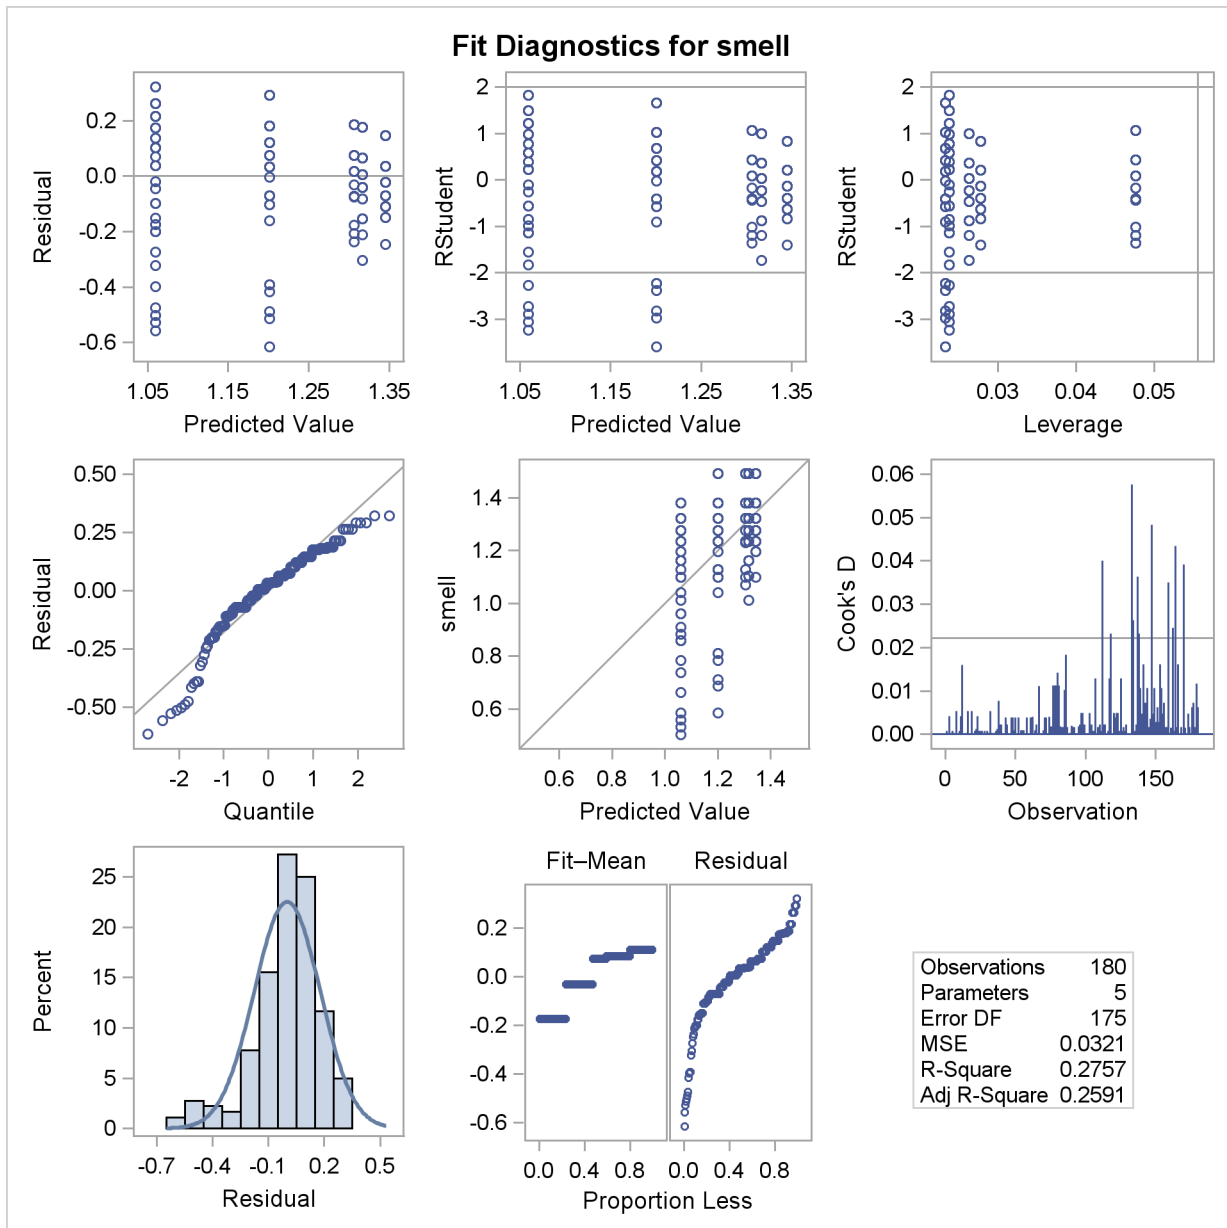 Fit Diagnostics for smell
0.2
0.0
-0.2
-0.4
-0.6
Residual
1.05 1.15 1.25 1.35
Predicted Value
2
1
0
-1
-2
-3
RStudent
1.05 1.15 1.25 1.35
Predicted Value
2
1
0
-1
-2
-3
RStudent
0.03 0.04 0.05
Leverage
0.50
0.25
0.00
-0.25
-0.50
Residual
-2 -1 0 1 2
Quantile
1.4
1.2
1.0
0.8
0.6
smell
0.6 0.8 1.0 1.2 1.4
Predicted Value
0.06
0.05
0.04
0.03
0.02
0.01
0.00
Cook's D
0 50 100 150
Observation
25
20
15
10
5
0
Percent
-0.7 -0.4 -0.1 0.2 0.5
Residual
Fit–Mean Residual
0.2
0.0
-0.2
-0.4
-0.6
0.0 0.4 0.8 0.0 0.4 0.8
Proportion Less
Observations 180
Parameters 5
Error DF 175
MSE 0.0321
R-Square 0.2757
Adj R-Square 0.2591